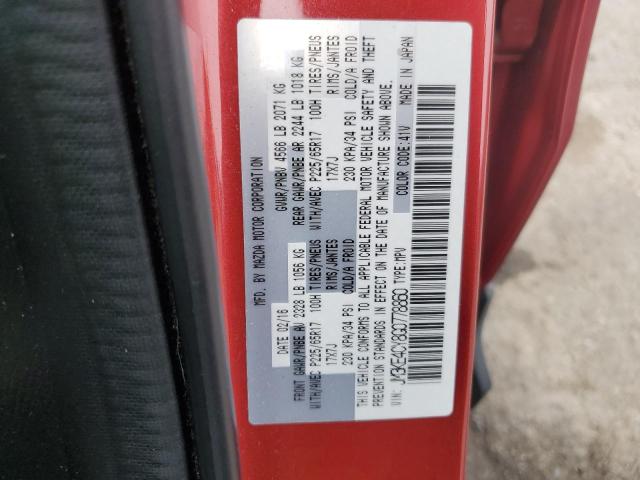 MFD. BY MAZDA MOTOR CORPORATION
DATE: 02/16 GVWR/PNBV 4566 LB 2071 KG
FRONT GAWR/PNBE AV 2328 LB 1056 KG REAR GAWR/PNBE AR 2244 LB 1018 KG
WITH/AVEC P225/65R17 100H TIRES/PNEUS WITH/AVEC P225/65R17 100H TIRES/PNEUS
17X7J RIMS/JANTES 17X7J RIMS/JANTES
230 KPA/34 PSI COLD/A FROID 230 KPA/34 PSI COLD/A FROID
THIS VEHICLE CONFORMS TO ALL APPLICABLE FEDERAL MOTOR VEHICLE SAFETY AND THEFT
PREVENTION STANDARDS IN EFFECT ON THE DATE OF MANUFACTURE SHOWN ABOVE.
VIN: JM3KE4CY8G0778860 TYPE:MPV COLOR CODE:41V MADE IN JAPAN